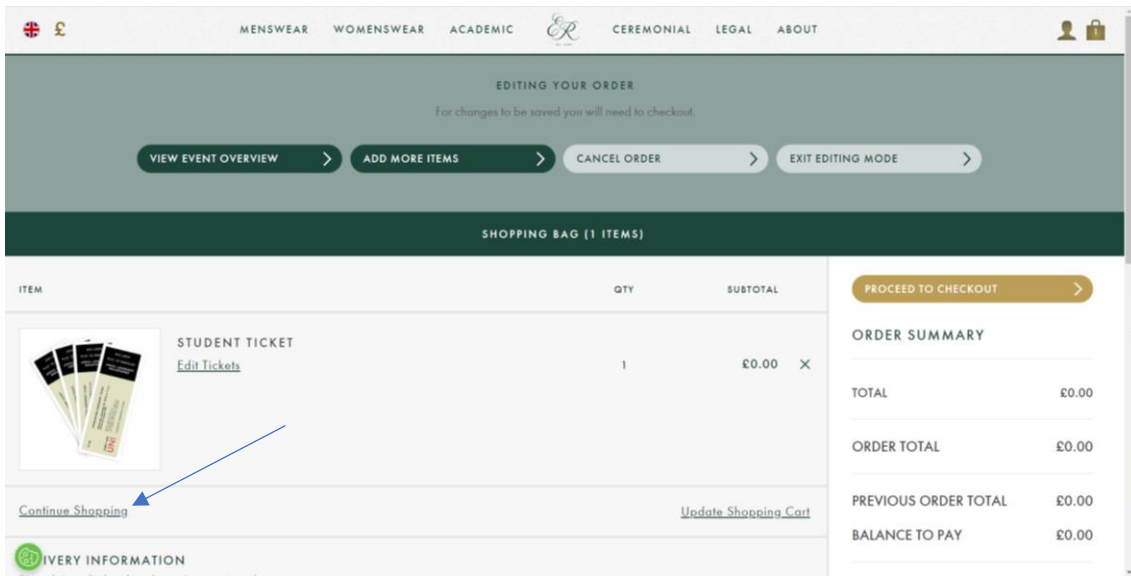 £ MENSWEAR WOMENSWEAR ACADEMIC ER CEREMONIAL LEGAL ABOUT 1
EDITING YOUR ORDER
For changes to be saved you will need to checkout.
VIEW EVENT OVERVIEW ADD MORE ITEMS CANCEL ORDER EXIT EDITING MODE
SHOPPING BAG (1 ITEMS)
ITEM QTY SUBTOTAL
STUDENT TICKET
Edit Tickets
1 £0.00
UNI
Continue Shopping Update Shopping Cart
IVERY INFORMATION
PROCEED TO CHECKOUT
ORDER SUMMARY
TOTAL £0.00
ORDER TOTAL £0.00
PREVIOUS ORDER TOTAL £0.00
BALANCE TO PAY £0.00